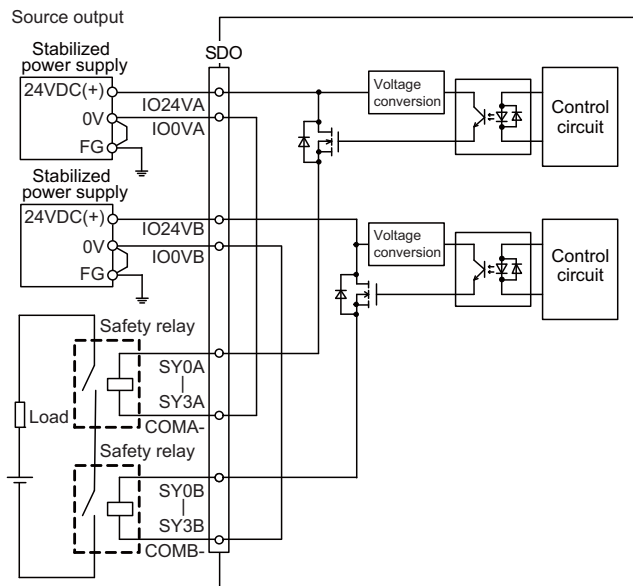 Source output
Stabilized
power supply
24VDC(+)
0V
FG
SDO
IO24VA
IO0VA
Voltage
conversion
Control
circuit
Stabilized
power supply
24VDC(+)
0V
FG
IO24VB
IO0VB
Voltage
conversion
Control
circuit
Safety relay
SY0A
SY3A
COMA-
Load
Safety relay
SY0B
SY3B
COMB-